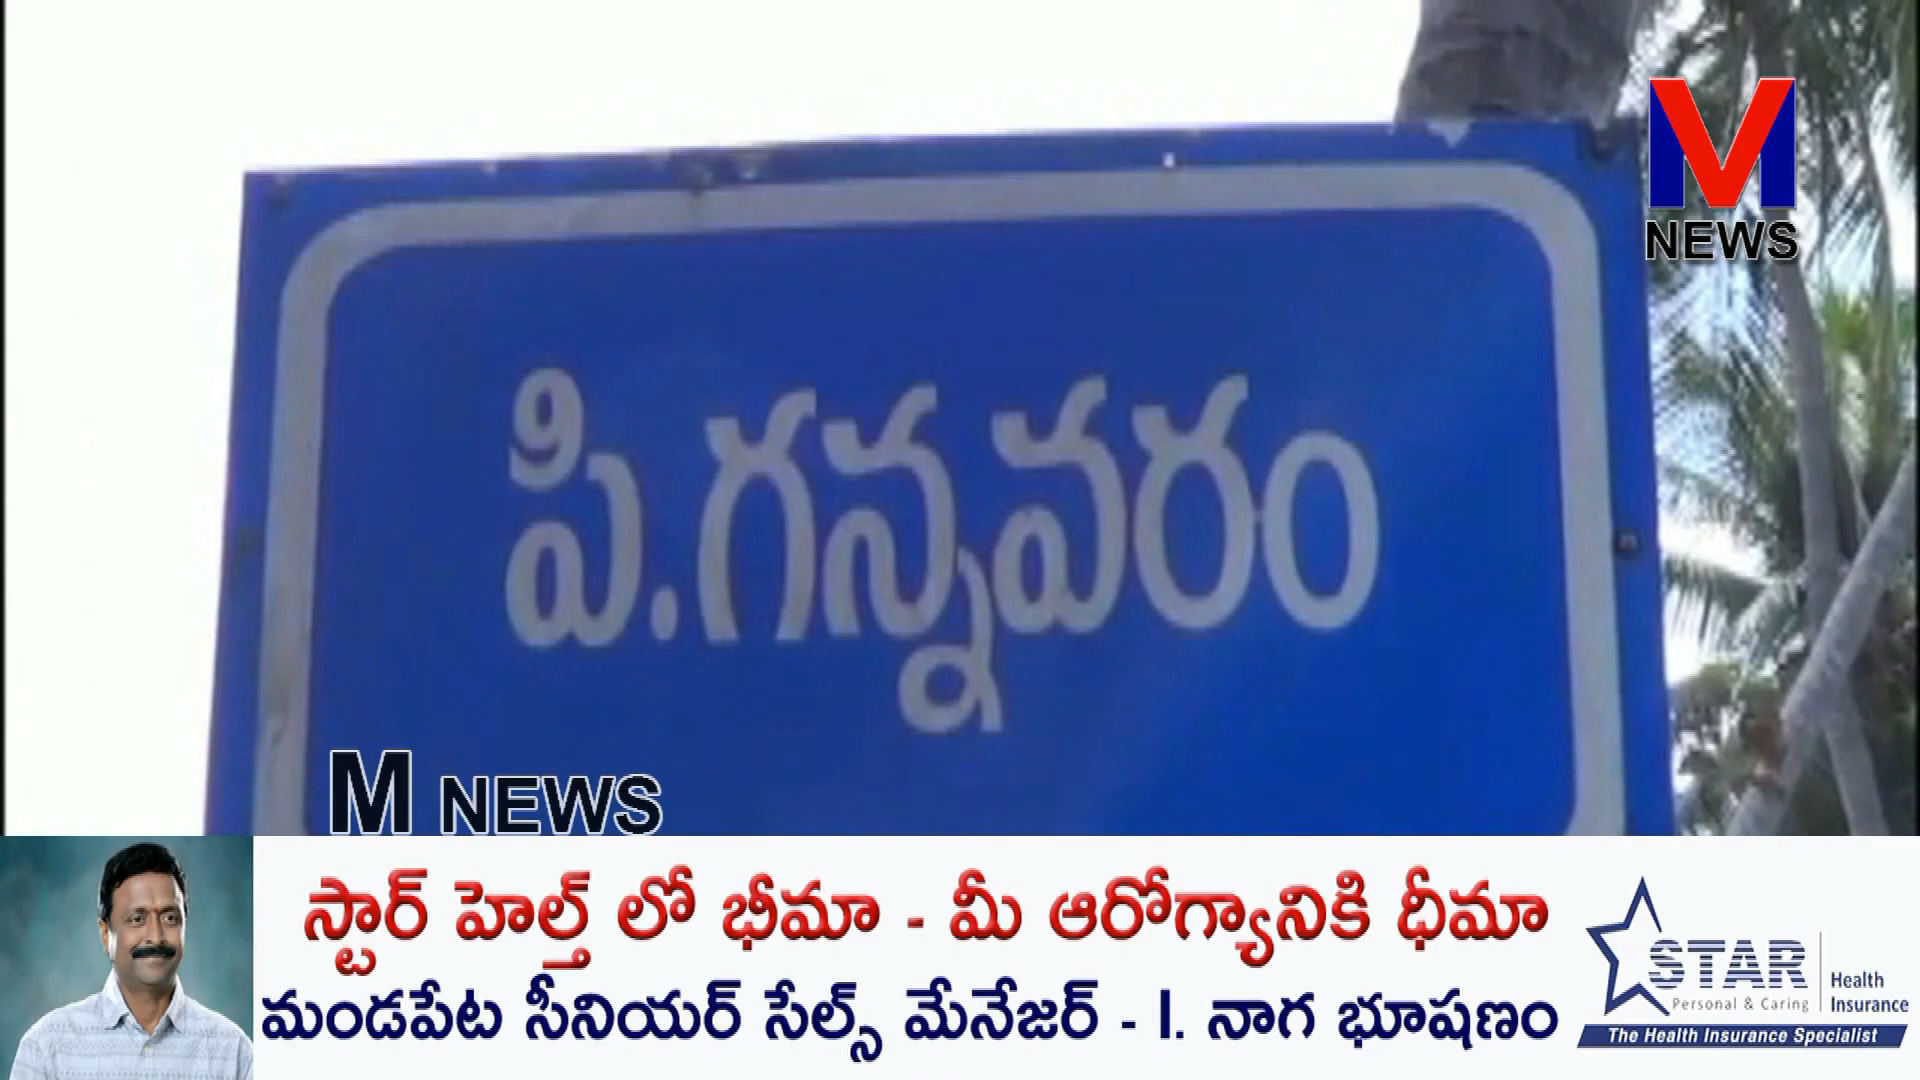 M
NEWS
పి.గన్నవరం
M NEWS
స్టార్ హెల్త్ లో భీమా - మీ ఆరోగ్యానికి ధీమా
మండపేట సీనియర్ సేల్స్ మేనేజర్ - I. నాగ భూషణం
STAR Health
Personal & Caring Insurance
The Health Insurance Specialist